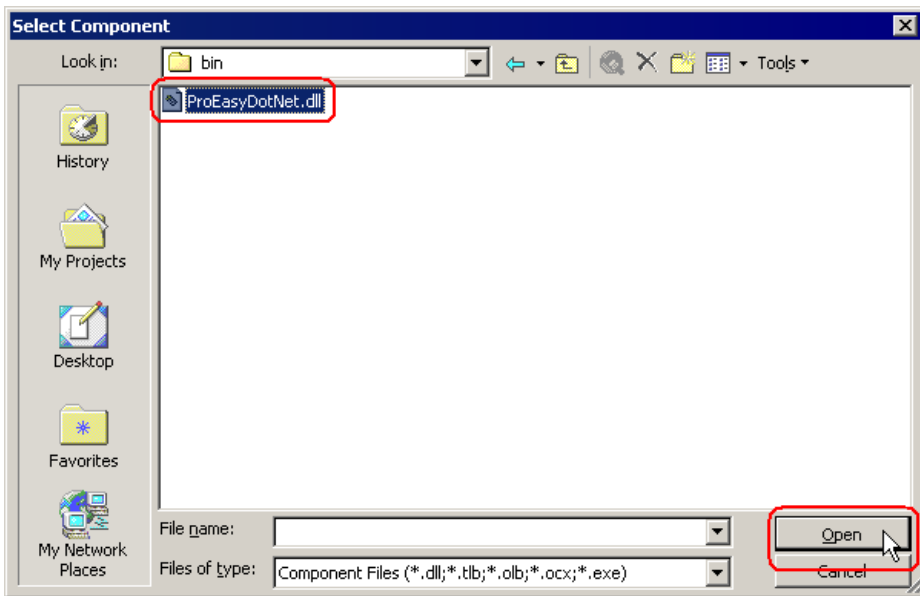 Select Component
Look in:
bin
Tools
ProEasyDotNet.dll
History
My Projects
Desktop
Favorites
My Network
Places
File name:
Open
Files of type:
Component Files (*.dll;*.tlb;*.olb;*.ocx;*.exe)
Cancel